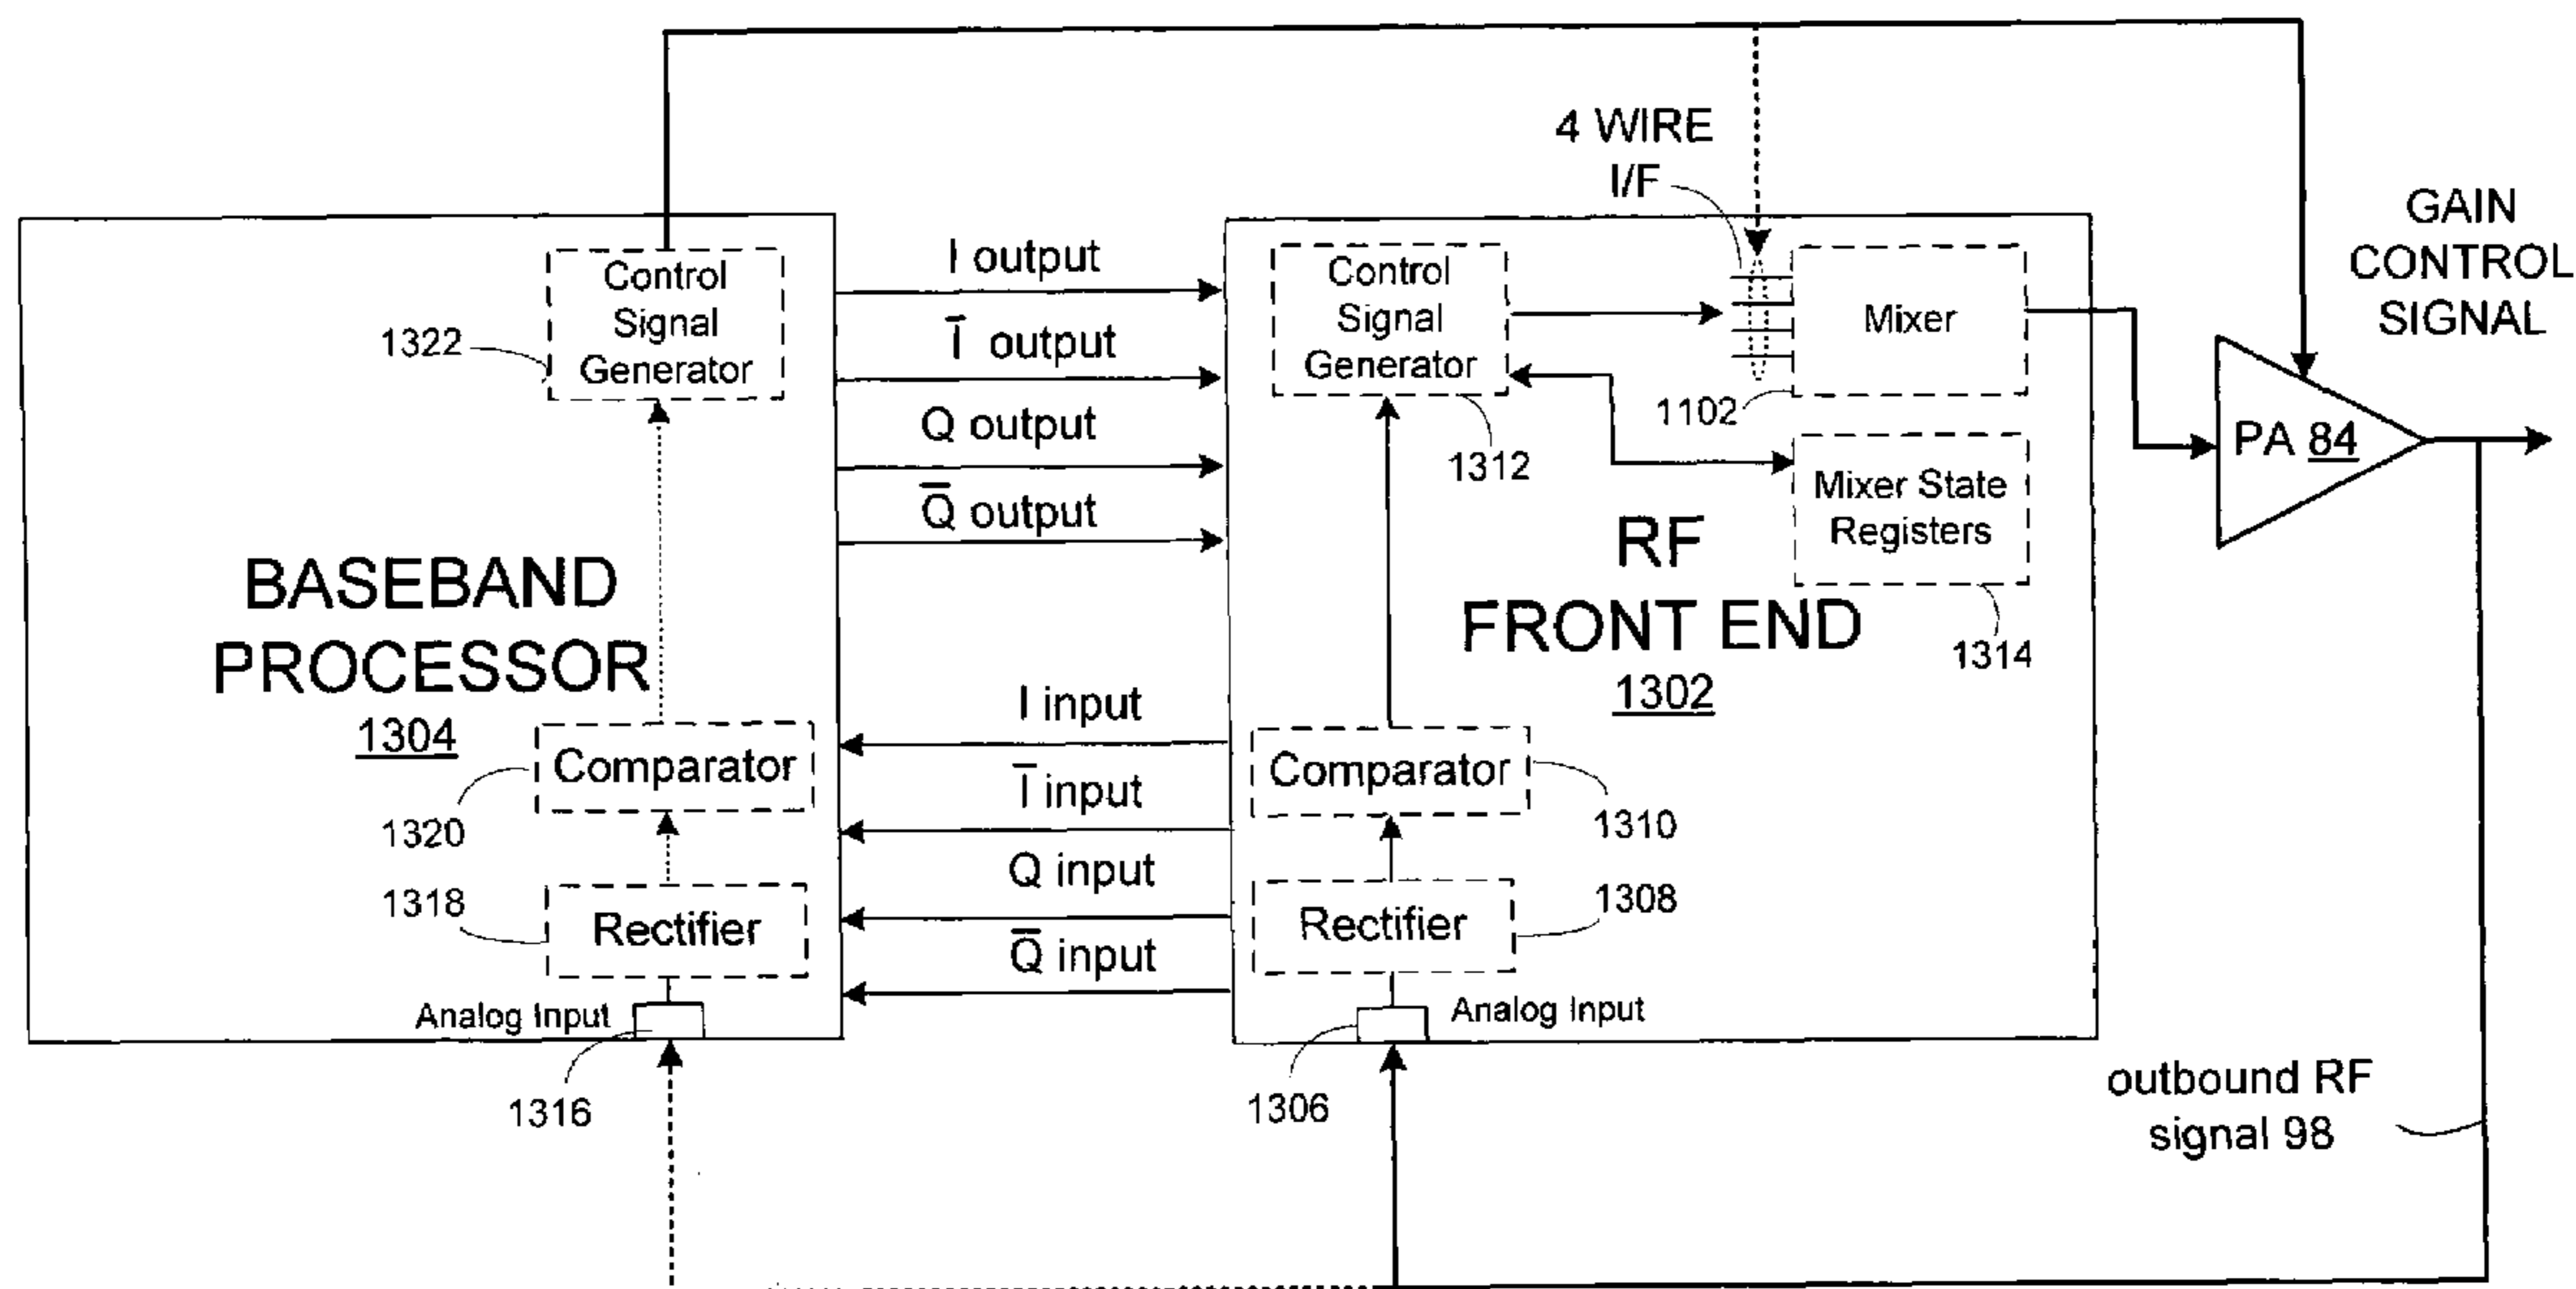 4 WIRE
I/F
GAIN
CONTROL
SIGNAL
Control
Signal
Generator
1322
I output
I̅ output
Q output
Q̅ output
Control
Signal
Generator
1312
Mixer
1102
PA 84
Mixer State
Registers
1314
BASEBAND
PROCESSOR
1304
RF
FRONT END
1302
I input
I̅ input
Q input
Q̅ input
Comparator
1320
Comparator
1310
Rectifier
1318
Rectifier
1308
Analog Input
1316
Analog Input
1306
outbound RF
signal 98